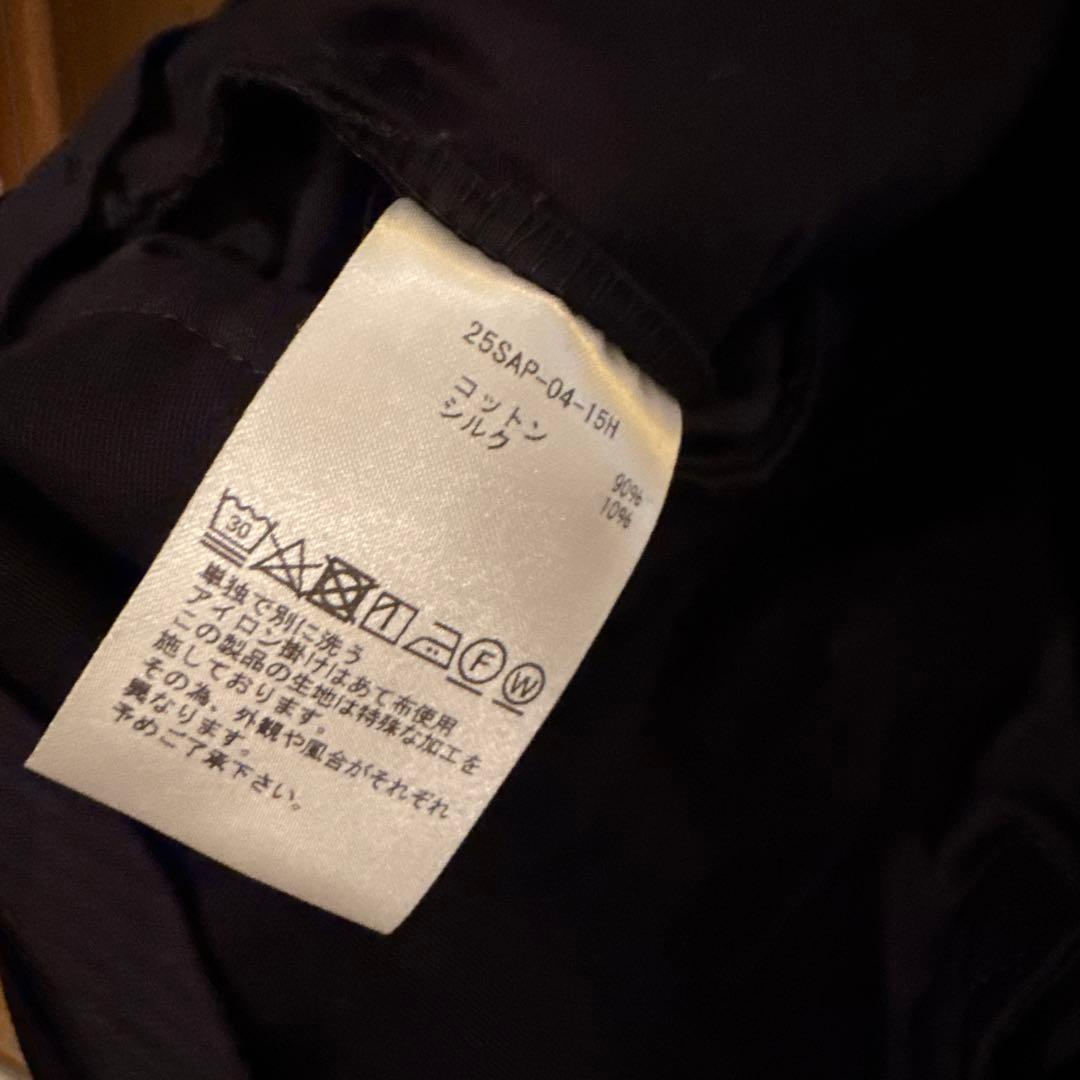 25SAP-04-15H
コットン 90%
シルク 10%
30 F W
単独で別に洗う
アイロン掛けはあて布使用
この製品の生地は特殊な加工を
施しております。
その為、外観や風合がそれぞれ
異なります。
予めご了承下さい。